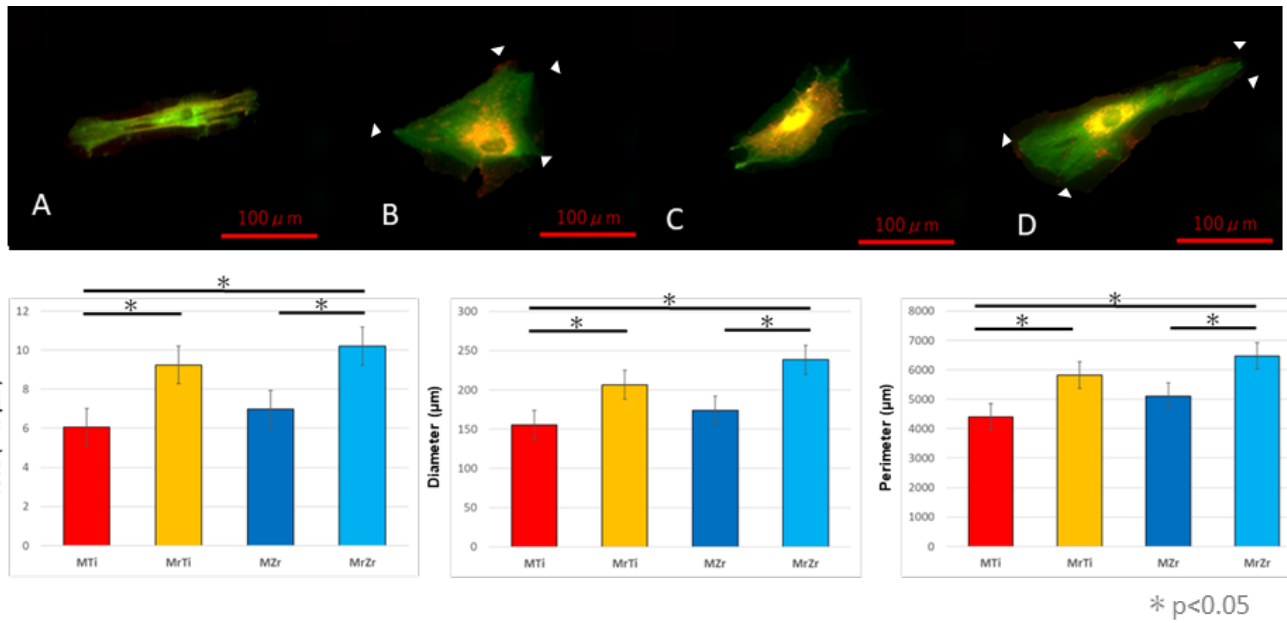 A
B
C
D
100 μm
100 μm
100 μm
100 μm
*
*
*
12
10
8
6
4
2
0
MTi
MrTi
MZr
MrZr
*
*
*
Diameter (μm)
300
250
200
150
100
50
0
MTi
MrTi
MZr
MrZr
*
*
*
Perimeter (μm)
8000
7000
6000
5000
4000
3000
2000
1000
0
MTi
MrTi
MZr
MrZr
* p<0.05